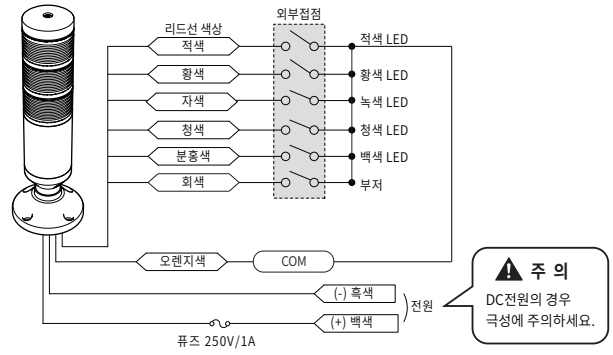 외부접점
리드선 색상
적색
적색 LED
황색
황색 LED
자색
녹색 LED
청색
청색 LED
분홍색
백색 LED
회색
부저
오렌지색
COM
(-) 흑색
전원
(+) 백색
퓨즈 250V/1A
주 의
DC전원의 경우
극성에 주의하세요.